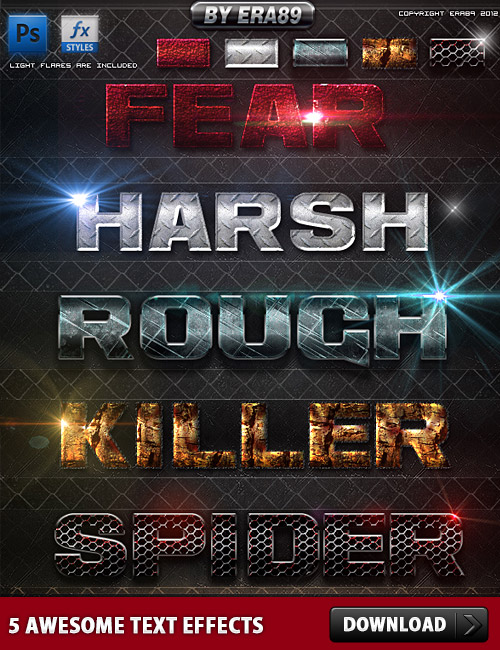 BY ERA89
COPYRIGHT ERA89 2012
Ps
fx
STYLES
LIGHT FLARES ARE INCLUDED
FEAR
HARSH
ROUGH
KILLER
SPIDER
5 AWESOME TEXT EFFECTS
DOWNLOAD